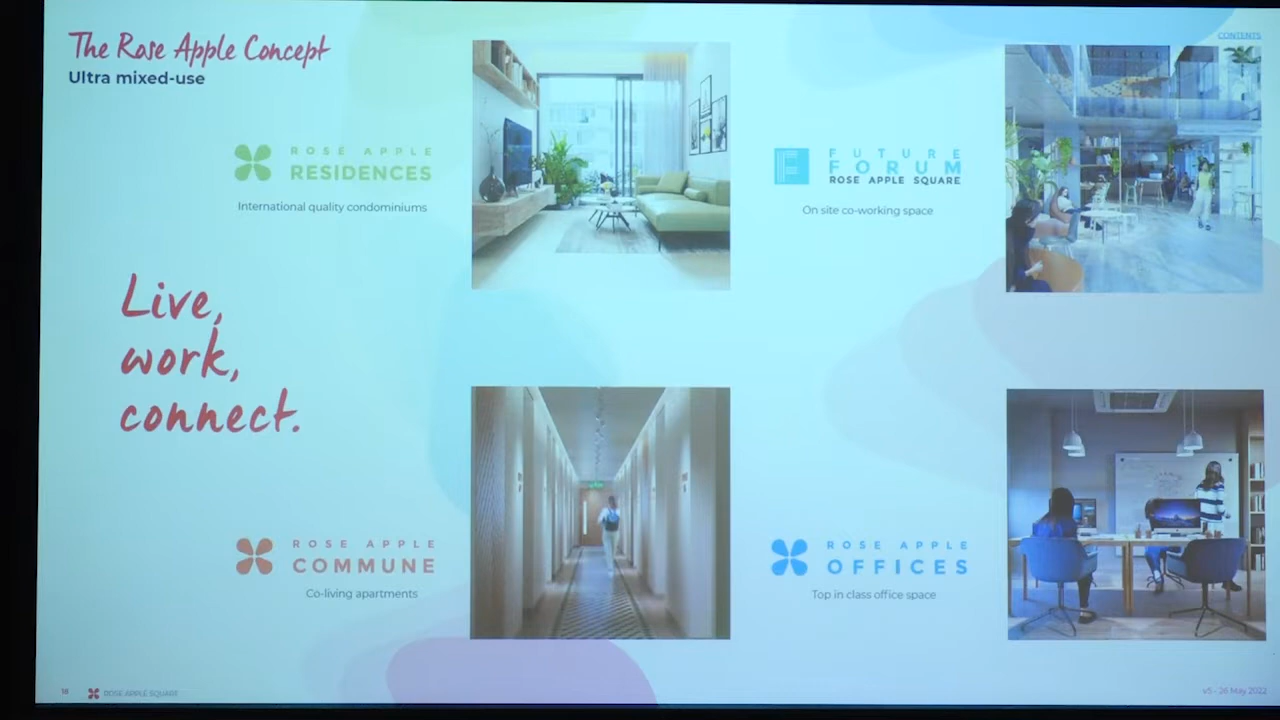 The Rose Apple Concept
Ultra mixed-use
CONTENTS
ROSE APPLE
RESIDENCES
International quality condominiums
FUTURE
FORUM
ROSE APPLE SQUARE
On site co-working space
Live,
work,
connect.
ROSE APPLE
COMMUNE
Co-living apartments
ROSE APPLE
OFFICES
Top in class office space
18
ROSE APPLE SQUARE
v5 - 26 May 2022